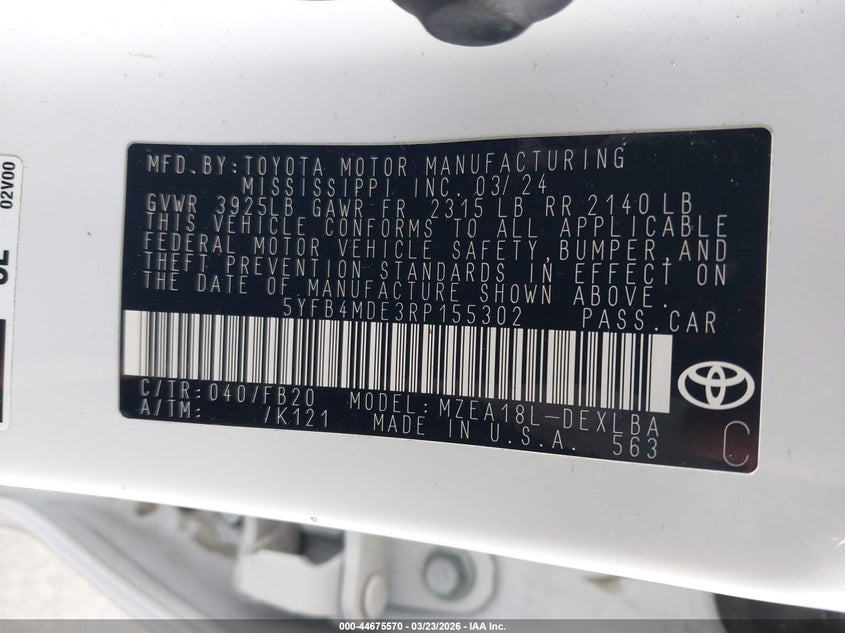 MFD. BY: TOYOTA MOTOR MANUFACTURING
MISSISSIPPI INC. 03/24
GVWR 3925LB GAWR FR 2315 LB RR 2140 LB
THIS VEHICLE CONFORMS TO ALL APPLICABLE
FEDERAL MOTOR VEHICLE SAFETY, BUMPER, AND
THEFT PREVENTION STANDARDS IN EFFECT ON
THE DATE OF MANUFACTURE SHOWN ABOVE.
5YFB4MDE3RP155302 PASS. CAR
C/TR: 040/FB20 MODEL: MZEA18L-DEXLBA
A/TM: /K121 MADE IN U.S.A. 563
C
02V00
000-44675570 — 03/23/2026 — IAA Inc.